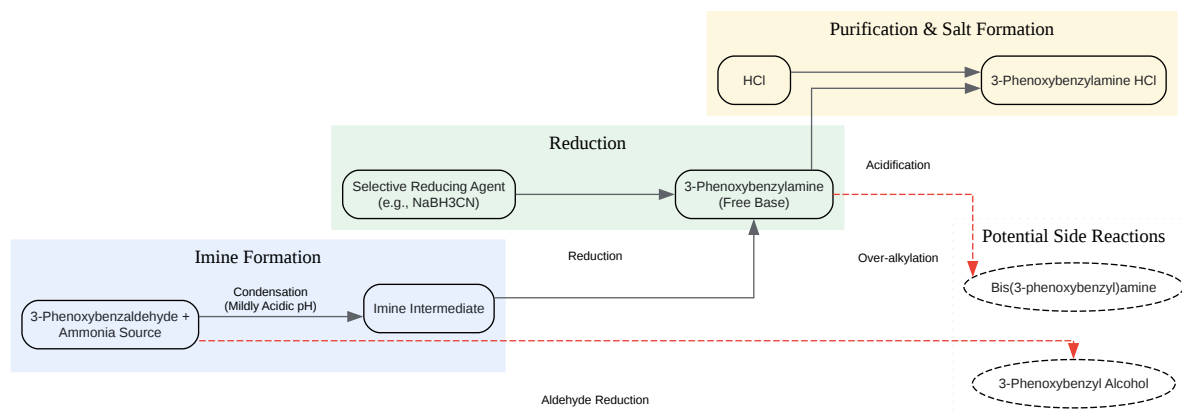 Purification & Salt Formation
HCl
3-Phenoxybenzylamine HCl
Reduction
Selective Reducing Agent
(e.g., NaBH3CN)
3-Phenoxybenzylamine
(Free Base)
Acidification
Imine Formation
Reduction
Over-alkylation
Potential Side Reactions
Condensation
(Mildly Acidic pH)
3-Phenoxybenzaldehyde +
Ammonia Source
Imine Intermediate
Bis(3-phenoxybenzyl)amine
3-Phenoxybenzyl Alcohol
Aldehyde Reduction